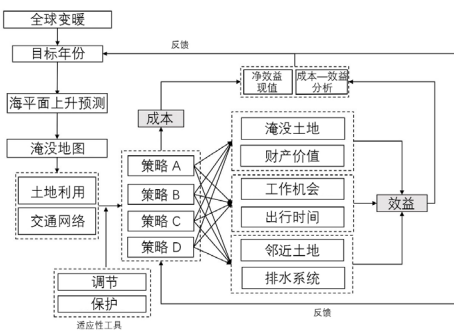 全球变暖
反馈
目标年份
净效益
现值
成本—效益
分析
海平面上升预测
成本
淹没土地
淹没地图
财产价值
策略 A
土地利用
工作机会
策略 B
效益
交通网络
出行时间
策略 C
策略 D
邻近土地
调节
排水系统
保护
反馈
适应性工具